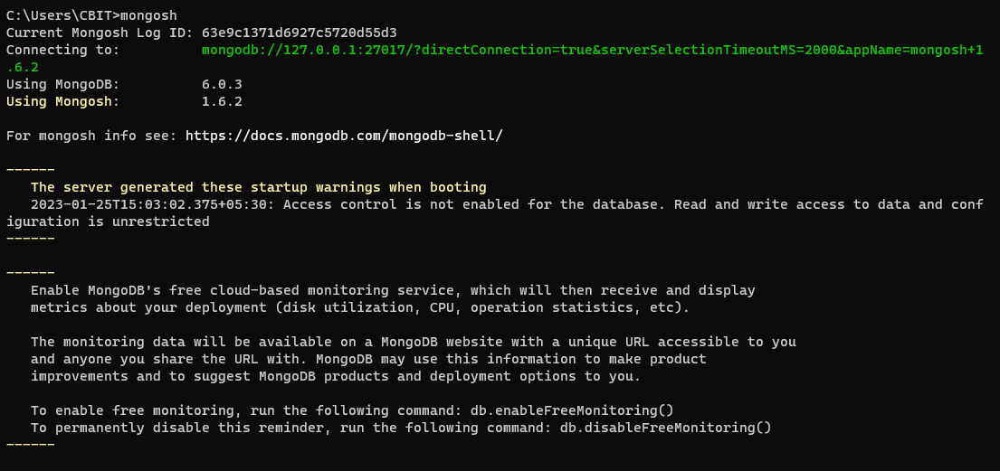 C:\Users\CBIT>mongosh
Current Mongosh Log ID: 63e9c1371d6927c5720d55d3
Connecting to:          mongodb://127.0.0.1:27017/?directConnection=true&serverSelectionTimeoutMS=2000&appName=mongosh+1
.6.2
Using MongoDB:          6.0.3
Using Mongosh:          1.6.2

For mongosh info see: https://docs.mongodb.com/mongodb-shell/

------
   The server generated these startup warnings when booting
   2023-01-25T15:03:02.375+05:30: Access control is not enabled for the database. Read and write access to data and conf
iguration is unrestricted
------

------
   Enable MongoDB's free cloud-based monitoring service, which will then receive and display
   metrics about your deployment (disk utilization, CPU, operation statistics, etc).

   The monitoring data will be available on a MongoDB website with a unique URL accessible to you
   and anyone you share the URL with. MongoDB may use this information to make product
   improvements and to suggest MongoDB products and deployment options to you.

   To enable free monitoring, run the following command: db.enableFreeMonitoring()
   To permanently disable this reminder, run the following command: db.disableFreeMonitoring()
------